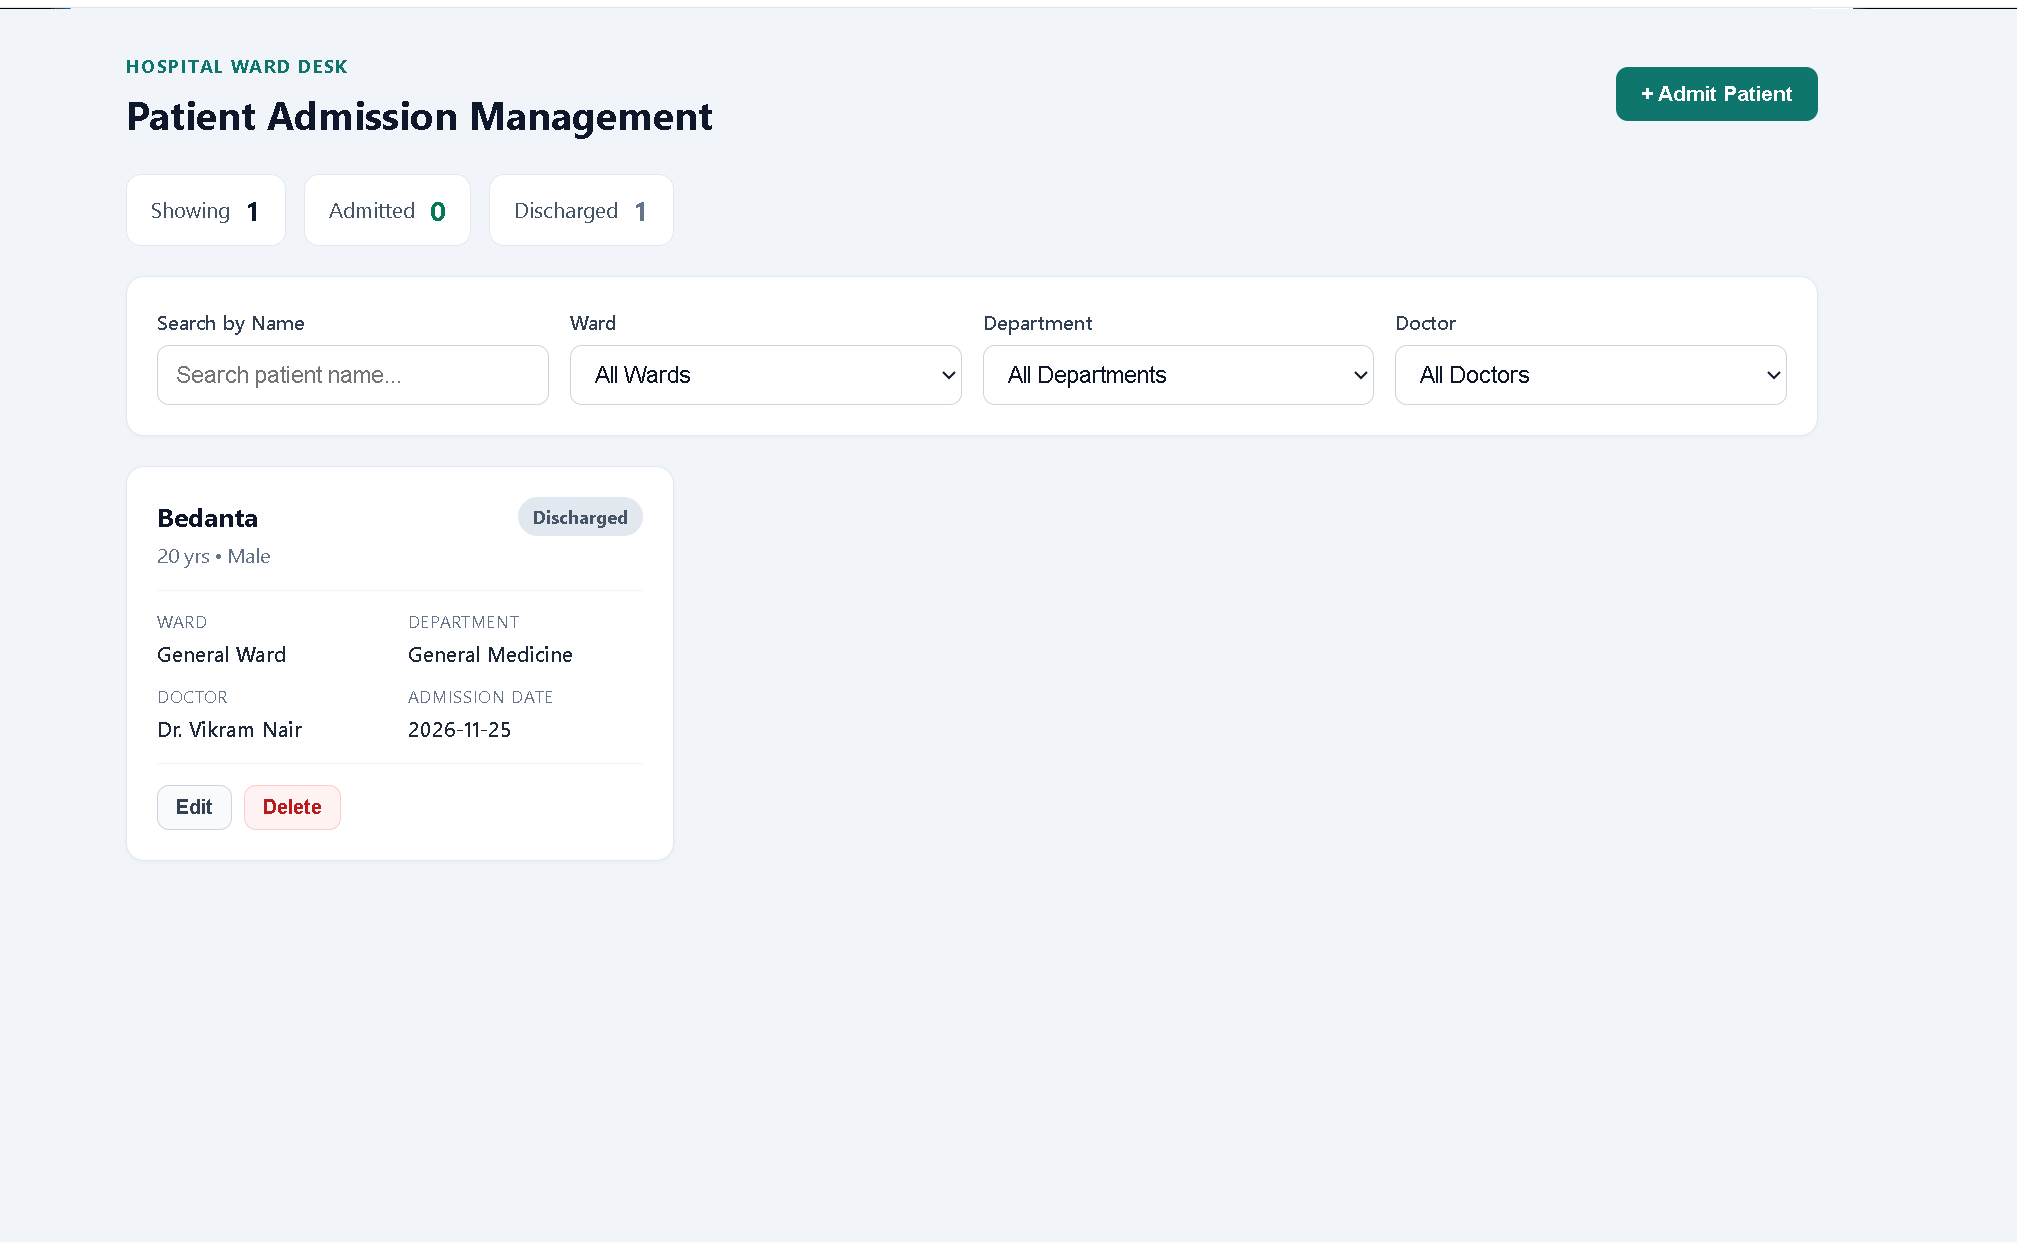 HOSPITAL WARD DESK
Patient Admission Management
+ Admit Patient
Showing 1
Admitted 0
Discharged 1
Search by Name
Search patient name...
Ward
All Wards
Department
All Departments
Doctor
All Doctors
Bedanta
Discharged
20 yrs • Male
WARD
General Ward
DEPARTMENT
General Medicine
DOCTOR
Dr. Vikram Nair
ADMISSION DATE
2026-11-25
Edit
Delete